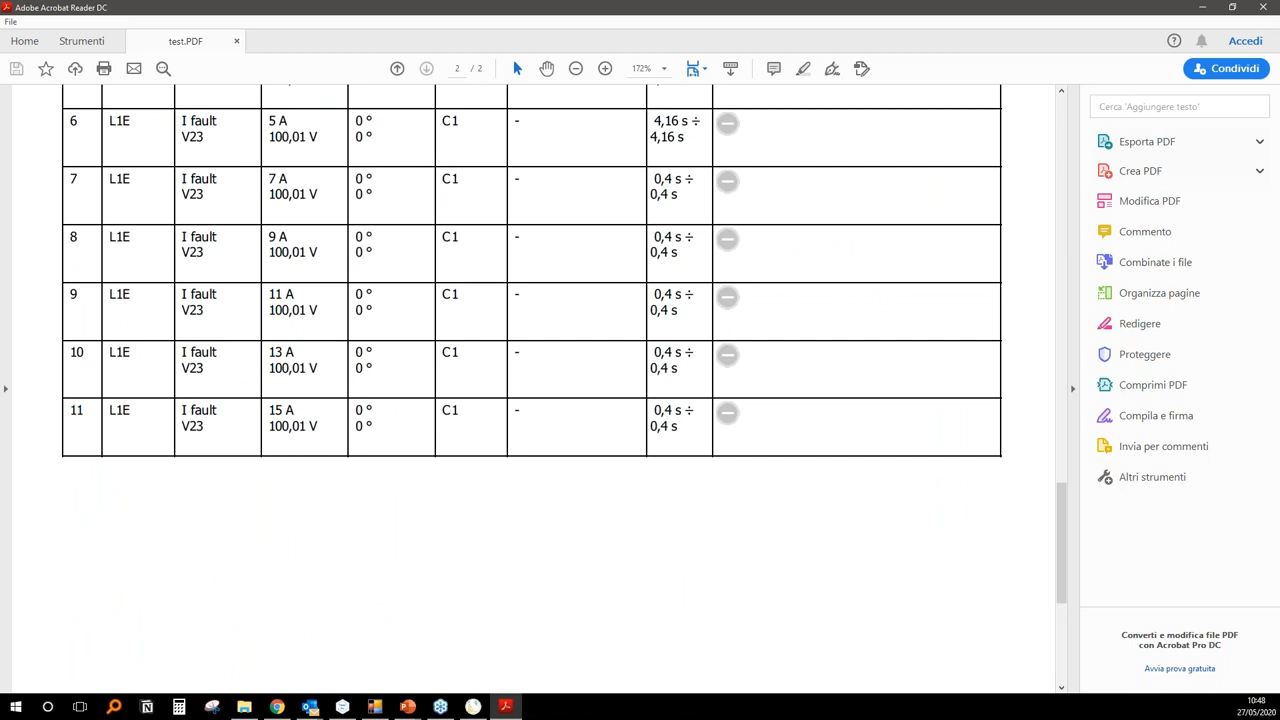 Adobe Acrobat Reader DC
File
Home Strumenti test.PDF × Accedi
2 / 2 172% Condividi
6 L1E I fault 5 A 0 ° C1 - 4,16 s ÷
V23 100,01 V 0 ° 4,16 s
7 L1E I fault 7 A 0 ° C1 - 0,4 s ÷
V23 100,01 V 0 ° 0,4 s
8 L1E I fault 9 A 0 ° C1 - 0,4 s ÷
V23 100,01 V 0 ° 0,4 s
9 L1E I fault 11 A 0 ° C1 - 0,4 s ÷
V23 100,01 V 0 ° 0,4 s
10 L1E I fault 13 A 0 ° C1 - 0,4 s ÷
V23 100,01 V 0 ° 0,4 s
11 L1E I fault 15 A 0 ° C1 - 0,4 s ÷
V23 100,01 V 0 ° 0,4 s
Cerca 'Aggiungere testo'
Esporta PDF
Crea PDF
Modifica PDF
Commento
Combinate i file
Organizza pagine
Redigere
Proteggere
Comprimi PDF
Compila e firma
Invia per commenti
Altri strumenti
Converti e modifica file PDF
con Acrobat Pro DC
Avvia prova gratuita
10:48
27/05/2020